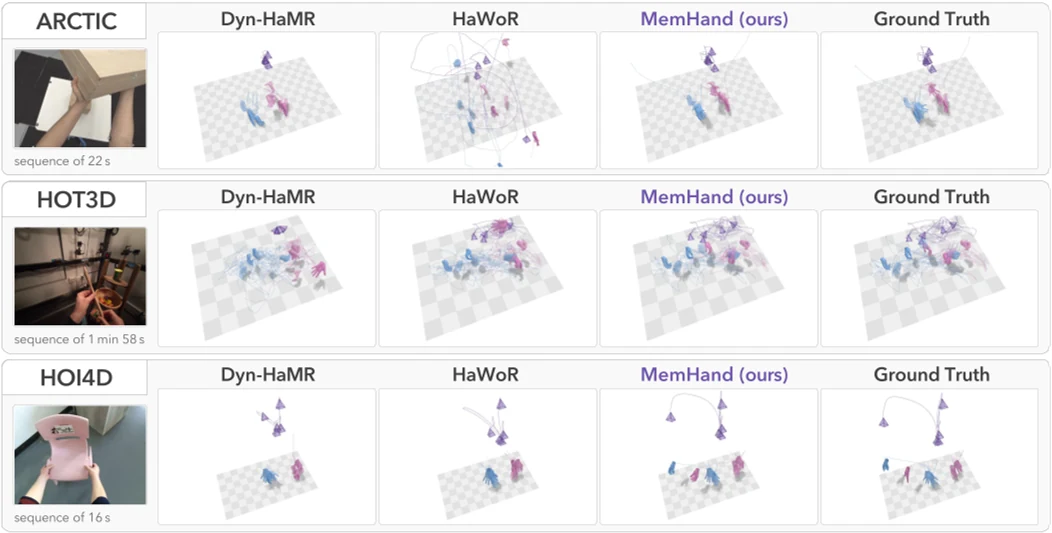 ARCTIC
Dyn-HaMR
HaWoR
MemHand (ours)
Ground Truth
sequence of 22 s
HOT3D
Dyn-HaMR
HaWoR
MemHand (ours)
Ground Truth
sequence of 1 min 58 s
HOI4D
Dyn-HaMR
HaWoR
MemHand (ours)
Ground Truth
sequence of 16 s